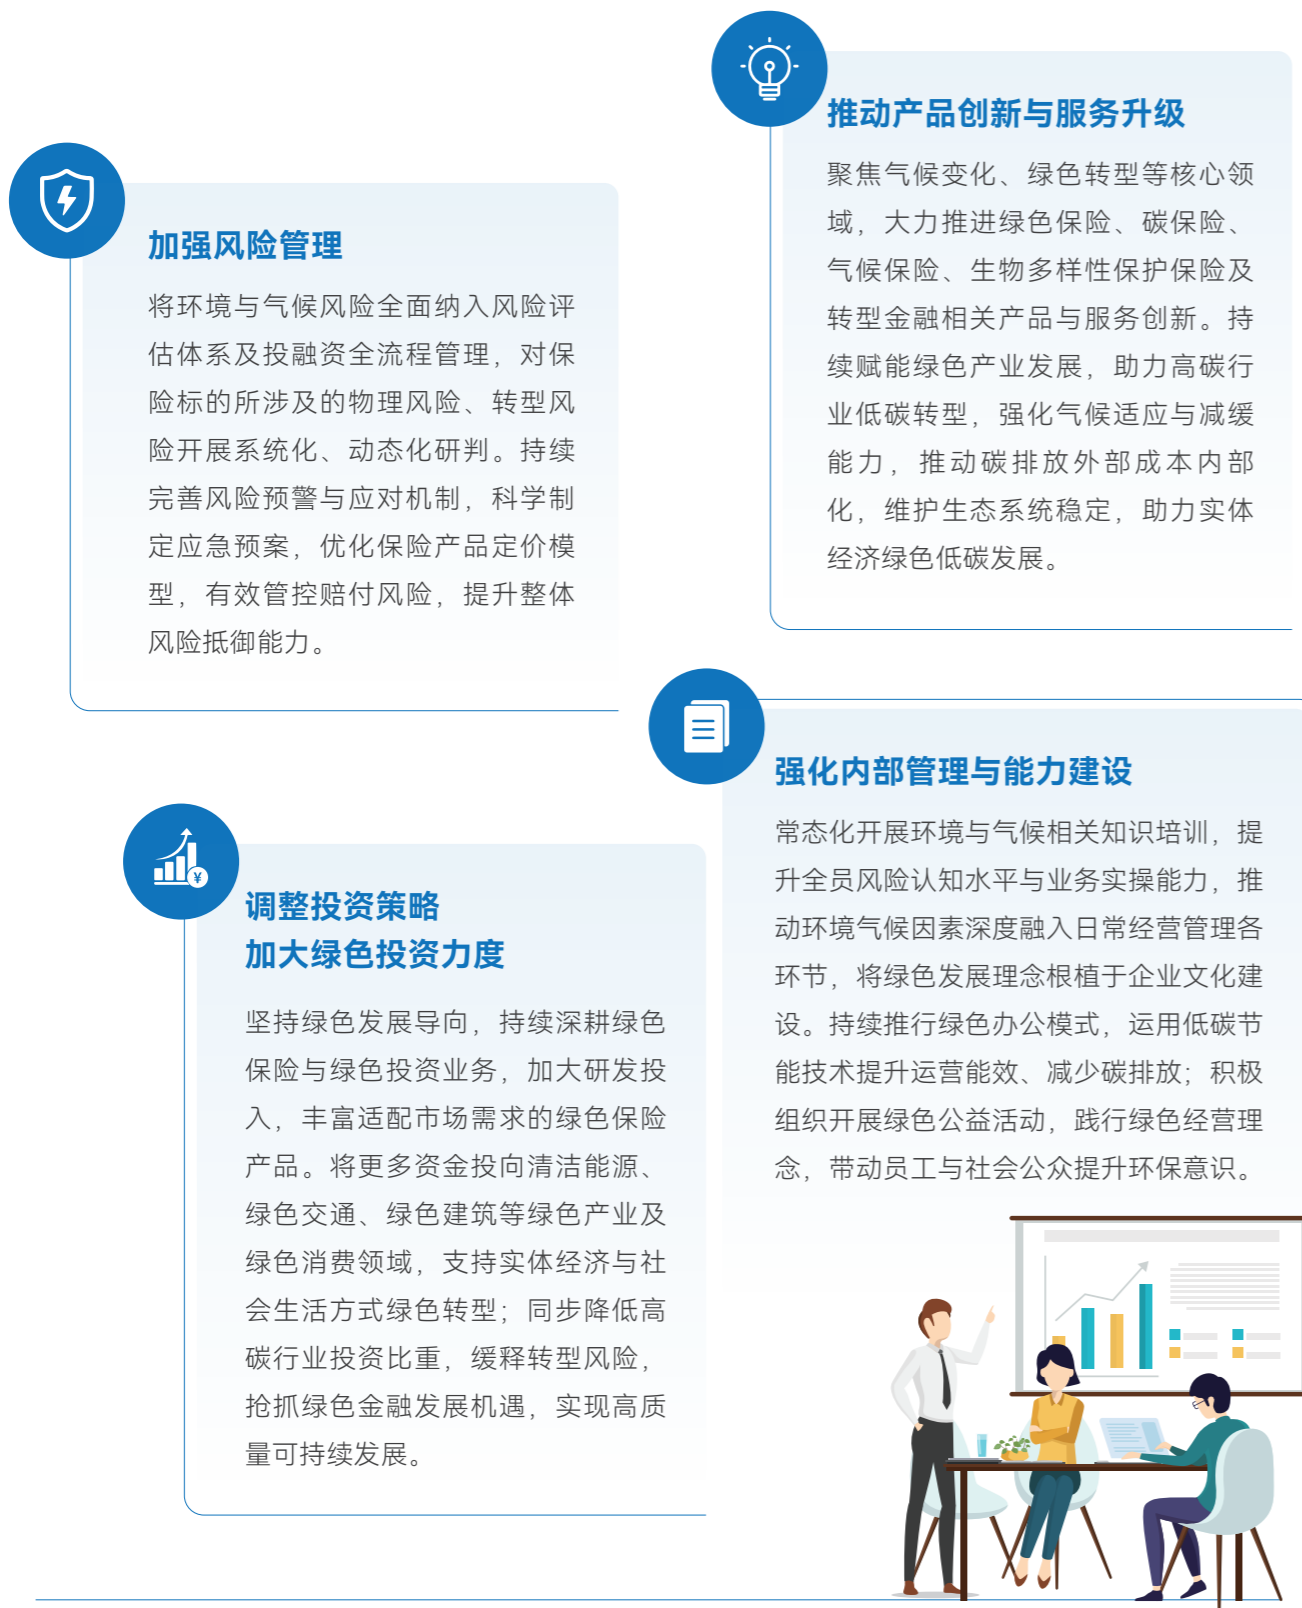 加强风险管理
将环境与气候风险全面纳入风险评
估体系及投融资全流程管理，对保
险标的所涉及的物理风险、转型风
险开展系统化、动态化研判。持续
完善风险预警与应对机制，科学制
定应急预案，优化保险产品定价模
型，有效管控赔付风险，提升整体
风险抵御能力。
推动产品创新与服务升级
聚焦气候变化、绿色转型等核心领
域，大力推进绿色保险、碳保险、
气候保险、生物多样性保护保险及
转型金融相关产品与服务创新。持
续赋能绿色产业发展，助力高碳行
业低碳转型，强化气候适应与减缓
能力，推动碳排放外部成本内部
化，维护生态系统稳定，助力实体
经济绿色低碳发展。
¥
调整投资策略
加大绿色投资力度
坚持绿色发展导向，持续深耕绿色
保险与绿色投资业务，加大研发投
入，丰富适配市场需求的绿色保险
产品。将更多资金投向清洁能源、
绿色交通、绿色建筑等绿色产业及
绿色消费领域，支持实体经济与社
会生活方式绿色转型；同步降低高
碳行业投资比重，缓释转型风险，
抢抓绿色金融发展机遇，实现高质
量可持续发展。
强化内部管理与能力建设
常态化开展环境与气候相关知识培训，提
升全员风险认知水平与业务实操能力，推
动环境气候因素深度融入日常经营管理各
环节，将绿色发展理念根植于企业文化建
设。持续推行绿色办公模式，运用低碳节
能技术提升运营能效、减少碳排放；积极
组织开展绿色公益活动，践行绿色经营理
念，带动员工与社会公众提升环保意识。